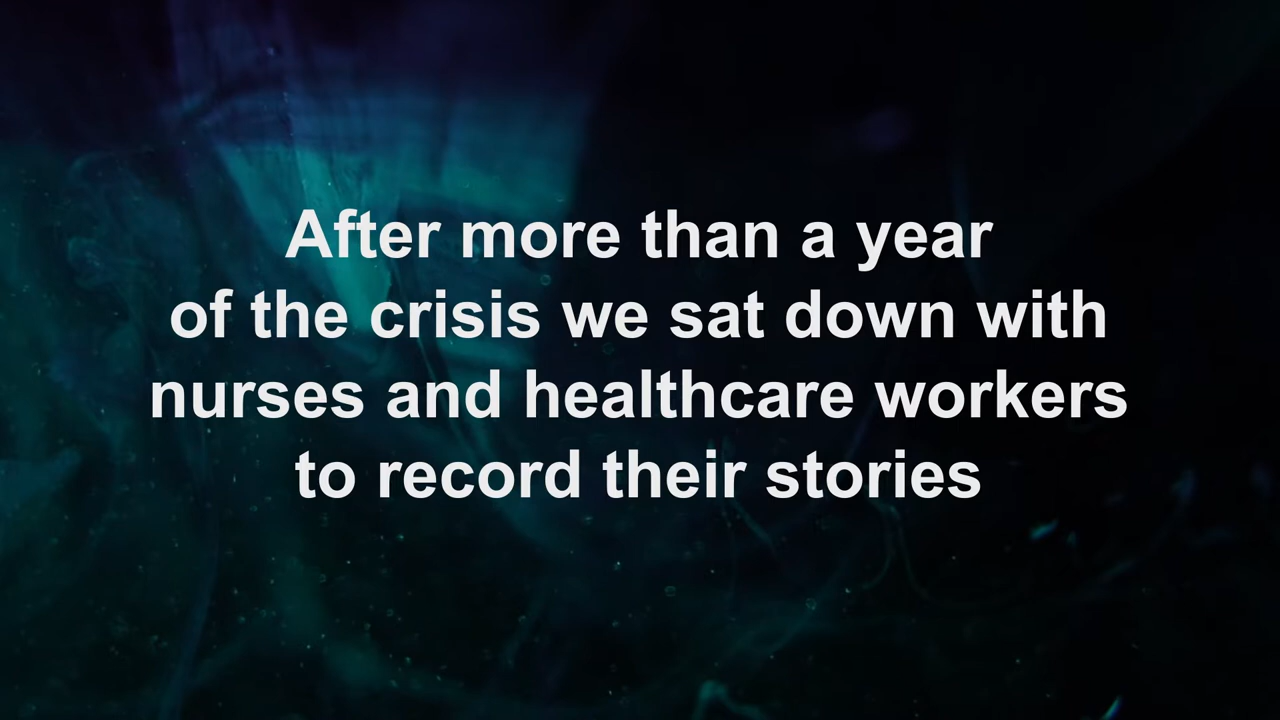 After more than a year
of the crisis we sat down with
nurses and healthcare workers
to record their stories